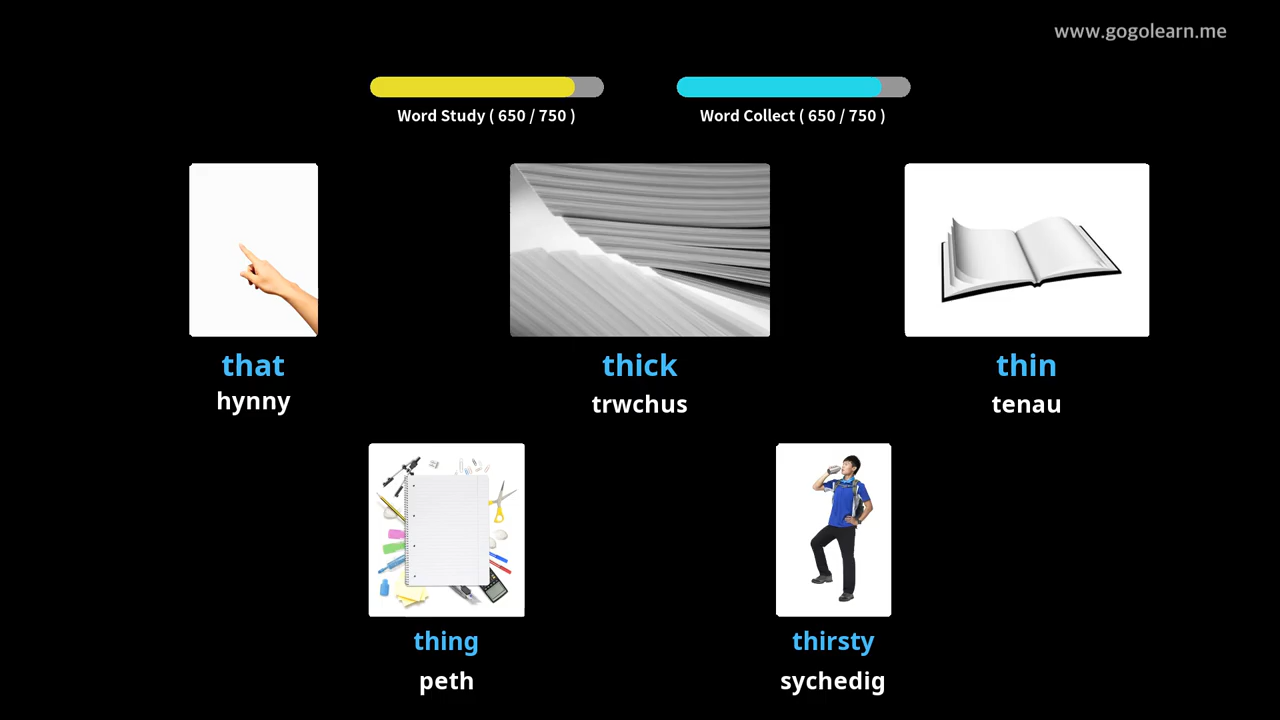 www.gogolearn.me
Word Study ( 650 / 750 )
Word Collect ( 650 / 750 )
that
hynny
thick
trwchus
thin
tenau
thing
peth
thirsty
sychedig